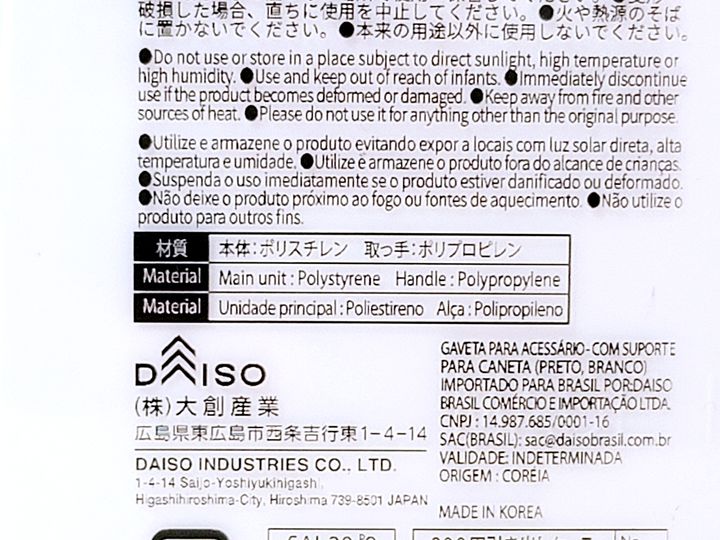 破損した場合、直ちに使用を中止してください。●火や熱源のそば
に置かないでください。●本来の用途以外に使用しないでください。
●Do not use or store in a place subject to direct sunlight, high temperature or
high humidity. ●Use and keep out of reach of infants. ●Immediately discontinue
use if the product becomes deformed or damaged. ●Keep away from fire and other
sources of heat. ●Please do not use it for anything other than the original purpose.
●Utilize e armazene o produto evitando expor a locais com luz solar direta, alta
temperatura e umidade. ●Utilize e armazene o produto fora do alcance de crianças.
●Suspenda o uso imediatamente se o produto estiver danificado ou deformado.
●Não deixe o produto próximo ao fogo ou fontes de aquecimento. ●Não utilize o
produto para outros fins.
材質 本体:ポリスチレン 取っ手:ポリプロピレン
Material Main unit : Polystyrene Handle : Polypropylene
Material Unidade principal : Poliestireno Alça : Polipropileno
DAISO
(株)大創産業
広島県東広島市西条吉行東1-4-14
DAISO INDUSTRIES CO., LTD.
1-4-14 Saijo-Yoshiyukihigashi,
Higashihiroshima-City, Hiroshima 739-8501 JAPAN
GAVETA PARA ACESSÁRIO - COM SUPORTE
PARA CANETA (PRETO, BRANCO)
IMPORTADO PARA BRASIL POR:DAISO
BRASIL COMÉRCIO E IMPORTAÇÃO LTDA.
CNPJ : 14.987.685/0001-16
SAC(BRASIL): sac@daisobrasil.com.br
VALIDADE: INDETERMINADA
ORIGEM : CORÉIA
MADE IN KOREA